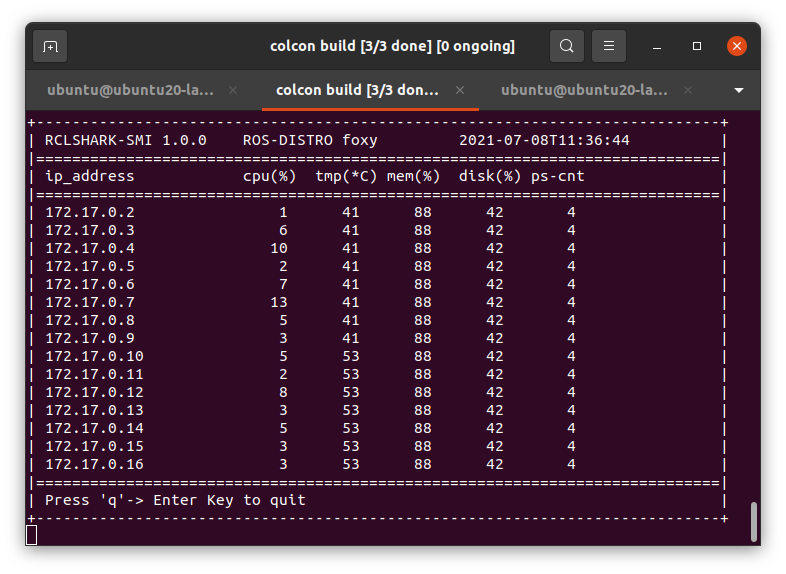 colcon build [3/3 done] [0 ongoing]
ubuntu@ubuntu20-la... colcon build [3/3 don... ubuntu@ubuntu20-la...
+----------------------------------------------------------------------------+
| RCLSHARK-SMI 1.0.0    ROS-DISTRO foxy         2021-07-08T11:36:44          |
|============================================================================|
| ip_address            cpu(%)  tmp(*C) mem(%)  disk(%) ps-cnt               |
|============================================================================|
| 172.17.0.2                1      41      88      42       4                |
| 172.17.0.3                6      41      88      42       4                |
| 172.17.0.4               10      41      88      42       4                |
| 172.17.0.5                2      41      88      42       4                |
| 172.17.0.6                7      41      88      42       4                |
| 172.17.0.7               13      41      88      42       4                |
| 172.17.0.8                5      41      88      42       4                |
| 172.17.0.9                3      41      88      42       4                |
| 172.17.0.10               5      53      88      42       4                |
| 172.17.0.11               2      53      88      42       4                |
| 172.17.0.12               8      53      88      42       4                |
| 172.17.0.13               3      53      88      42       4                |
| 172.17.0.14               5      53      88      42       4                |
| 172.17.0.15               3      53      88      42       4                |
| 172.17.0.16               3      53      88      42       4                |
|============================================================================|
| Press 'q'-> Enter Key to quit                                              |
+----------------------------------------------------------------------------+